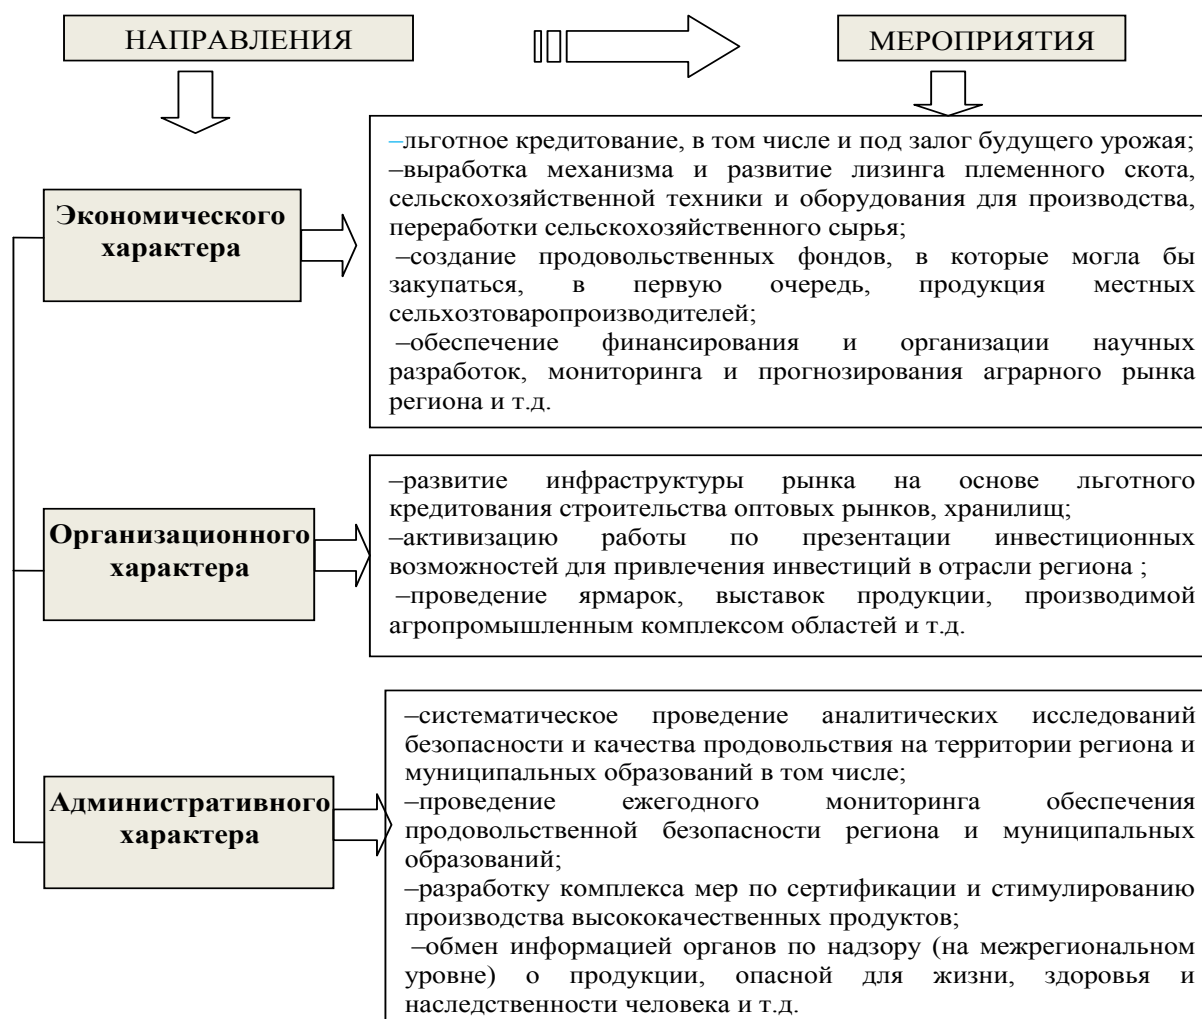 НАПРАВЛЕНИЯ
МЕРОПРИЯТИЯ
Экономического
характера
–льготное кредитование, в том числе и под залог будущего урожая;
–выработка механизма и развитие лизинга племенного скота,
сельскохозяйственной техники и оборудования для производства,
переработки сельскохозяйственного сырья;
–создание продовольственных фондов, в которые могла бы
закупаться, в первую очередь, продукция местных
сельхозтоваропроизводителей;
–обеспечение финансирования и организации научных
разработок, мониторинга и прогнозирования аграрного рынка
региона и т.д.
Организационного
характера
–развитие инфраструктуры рынка на основе льготного
кредитования строительства оптовых рынков, хранилищ;
–активизацию работы по презентации инвестиционных
возможностей для привлечения инвестиций в отрасли региона ;
–проведение ярмарок, выставок продукции, производимой
агропромышленным комплексом областей и т.д.
Административного
характера
–систематическое проведение аналитических исследований
безопасности и качества продовольствия на территории региона и
муниципальных образований в том числе;
–проведение ежегодного мониторинга обеспечения
продовольственной безопасности региона и муниципальных
образований;
–разработку комплекса мер по сертификации и стимулированию
производства высококачественных продуктов;
–обмен информацией органов по надзору (на межрегиональном
уровне) о продукции, опасной для жизни, здоровья и
наследственности человека и т.д.